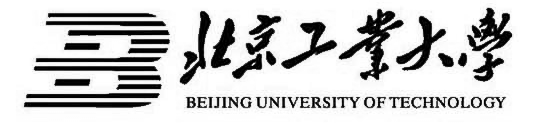 北京工業大學
BEIJING UNIVERSITY OF TECHNOLOGY